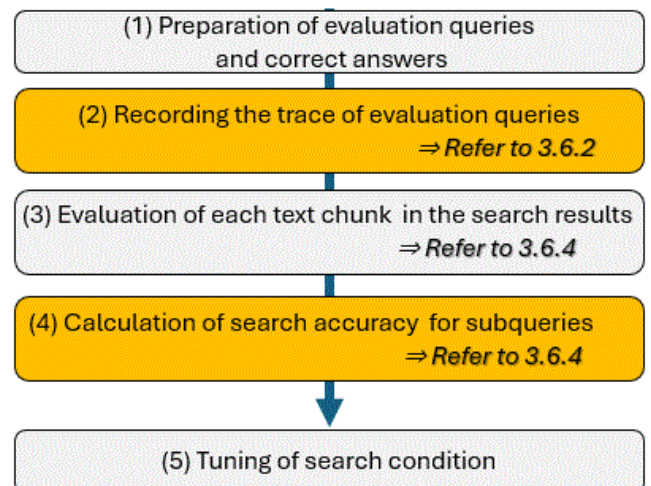 (1) Preparation of evaluation queries
and correct answers
(2) Recording the trace of evaluation queries
⇒ Refer to 3.6.2
(3) Evaluation of each text chunk in the search results
⇒ Refer to 3.6.4
(4) Calculation of search accuracy for subqueries
⇒ Refer to 3.6.4
(5) Tuning of search condition